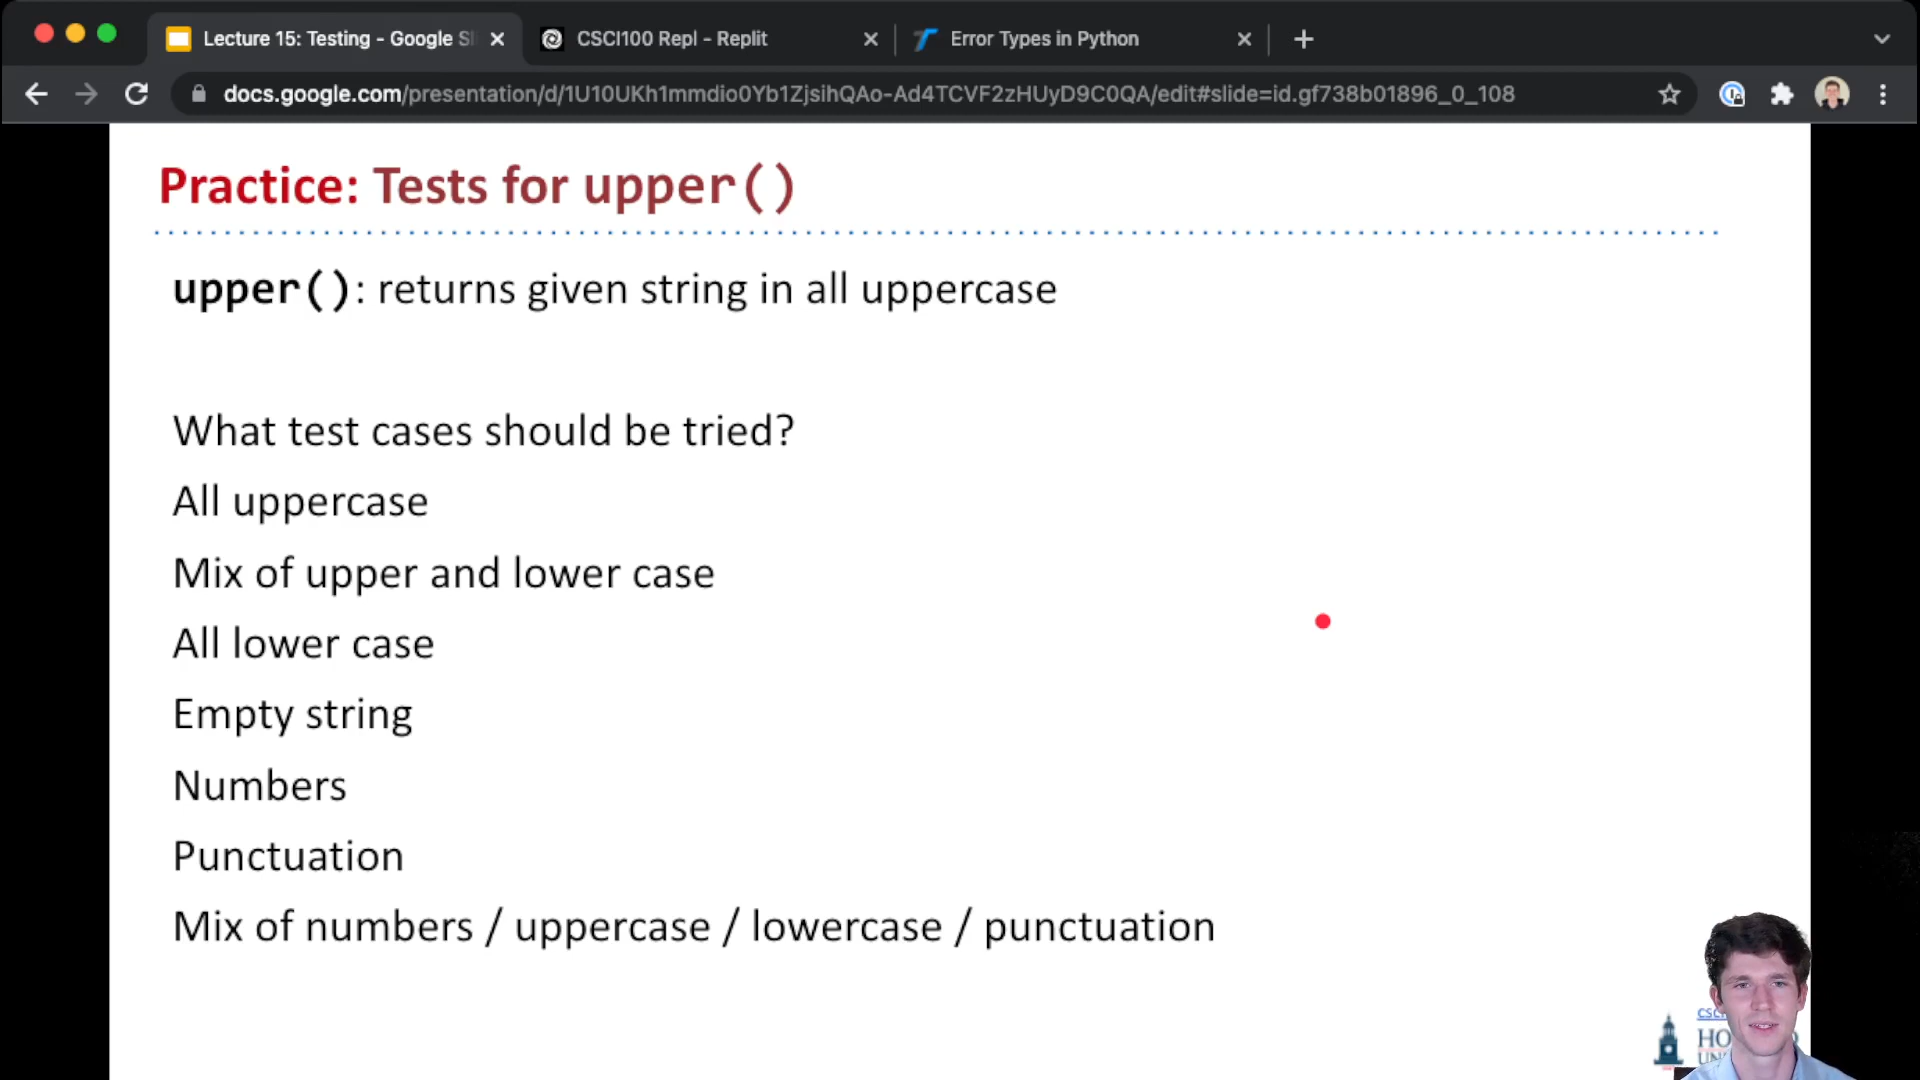 Lecture 15: Testing - Google Sl
CSCI100 Repl - Replit
Error Types in Python
docs.google.com/presentation/d/1U10UKh1mmdio0Yb1ZjsihQAo-Ad4TCVF2zHUyD9C0QA/edit#slide=id.gf738b01896_0_108
Practice: Tests for upper()
upper(): returns given string in all uppercase
What test cases should be tried?
All uppercase
Mix of upper and lower case
All lower case
Empty string
Numbers
Punctuation
Mix of numbers / uppercase / lowercase / punctuation